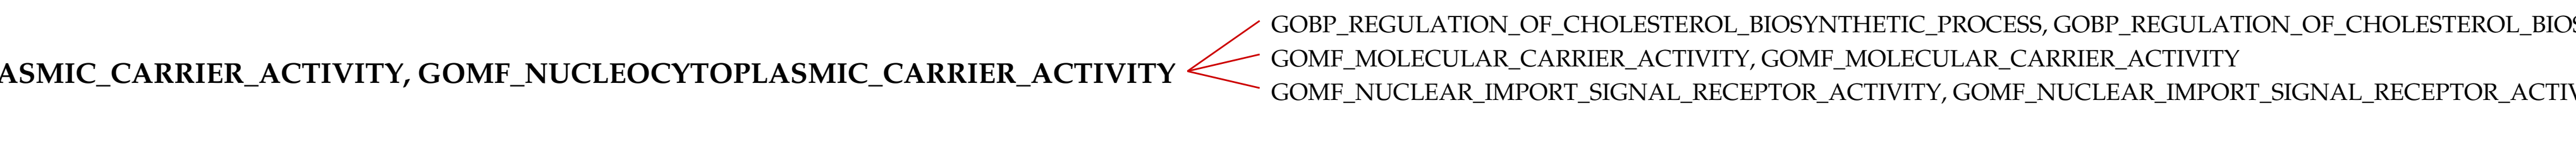 ASMIC_CARRIER_ACTIVITY, GOMF_NUCLEOCYTOPLASMIC_CARRIER_ACTIVITY
GOBP_REGULATION_OF_CHOLESTEROL_BIOSYNTHETIC_PROCESS, GOBP_REGULATION_OF_CHOLESTEROL_BIOS
GOMF_MOLECULAR_CARRIER_ACTIVITY, GOMF_MOLECULAR_CARRIER_ACTIVITY
GOMF_NUCLEAR_IMPORT_SIGNAL_RECEPTOR_ACTIVITY, GOMF_NUCLEAR_IMPORT_SIGNAL_RECEPTOR_ACTIV